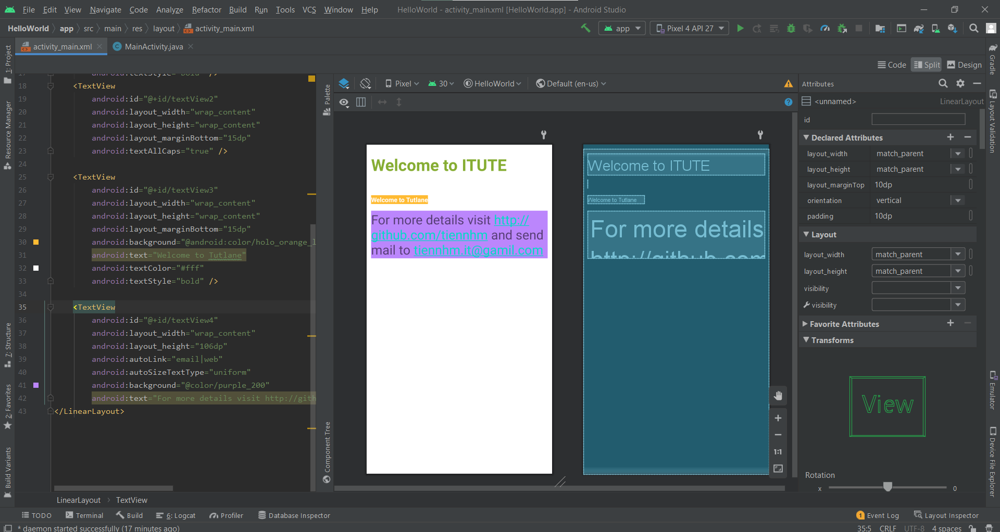 File Edit View Navigate Code Analyze Refactor Build Run Tools VCS Window Help HelloWorld - activity_main.xml [HelloWorld.app] - Android Studio
HelloWorld app src main res layout activity_main.xml app Pixel 4 API 27
activity_main.xml MainActivity.java
Code Split Design
1: Project
Resource Manager
7: Structure
2: Favorites
Build Variants
17 android:textStyle="bold" />
18 <TextView
19 android:id="@+id/textView2"
20 android:layout_width="wrap_content"
21 android:layout_height="wrap_content"
22 android:layout_marginBottom="15dp"
23 android:textAllCaps="true" />
24
25 <TextView
26 android:id="@+id/textView3"
27 android:layout_width="wrap_content"
28 android:layout_height="wrap_content"
29 android:layout_marginBottom="15dp"
30 android:background="@android:color/holo_orange_l
31 android:text="Welcome to Tutlane"
32 android:textColor="#fff"
33 android:textStyle="bold" />
34
35 <TextView
36 android:id="@+id/textView4"
37 android:layout_width="wrap_content"
38 android:layout_height="106dp"
39 android:autoLink="email|web"
40 android:autoSizeTextType="uniform"
41 android:background="@color/purple_200"
42 android:text="For more details visit http://gith
43 </LinearLayout>
Palette
Component Tree
Pixel 30 HelloWorld Default (en-us)
Welcome to ITUTE
Welcome to Tutlane
For more details visit http://
github.com/tiennhm and send
mail to tiennhm.it@gamil.com
Welcome to ITUTE
Welcome to Tutlane
For more details
http://github.com
1:1
Attributes
<unnamed> LinearLayout
id
Declared Attributes
layout_width match_parent
layout_height match_parent
layout_marginTop 10dp
orientation vertical
padding 10dp
Layout
layout_width match_parent
layout_height match_parent
visibility
visibility
Favorite Attributes
Transforms
View
Rotation
x 0
Gradle
Layout Validation
Emulator
Device File Explorer
LinearLayout TextView
TODO Terminal Build 6: Logcat Profiler Database Inspector 1 Event Log Layout Inspector
* daemon started successfully (17 minutes ago) 35:5 CRLF UTF-8 4 spaces